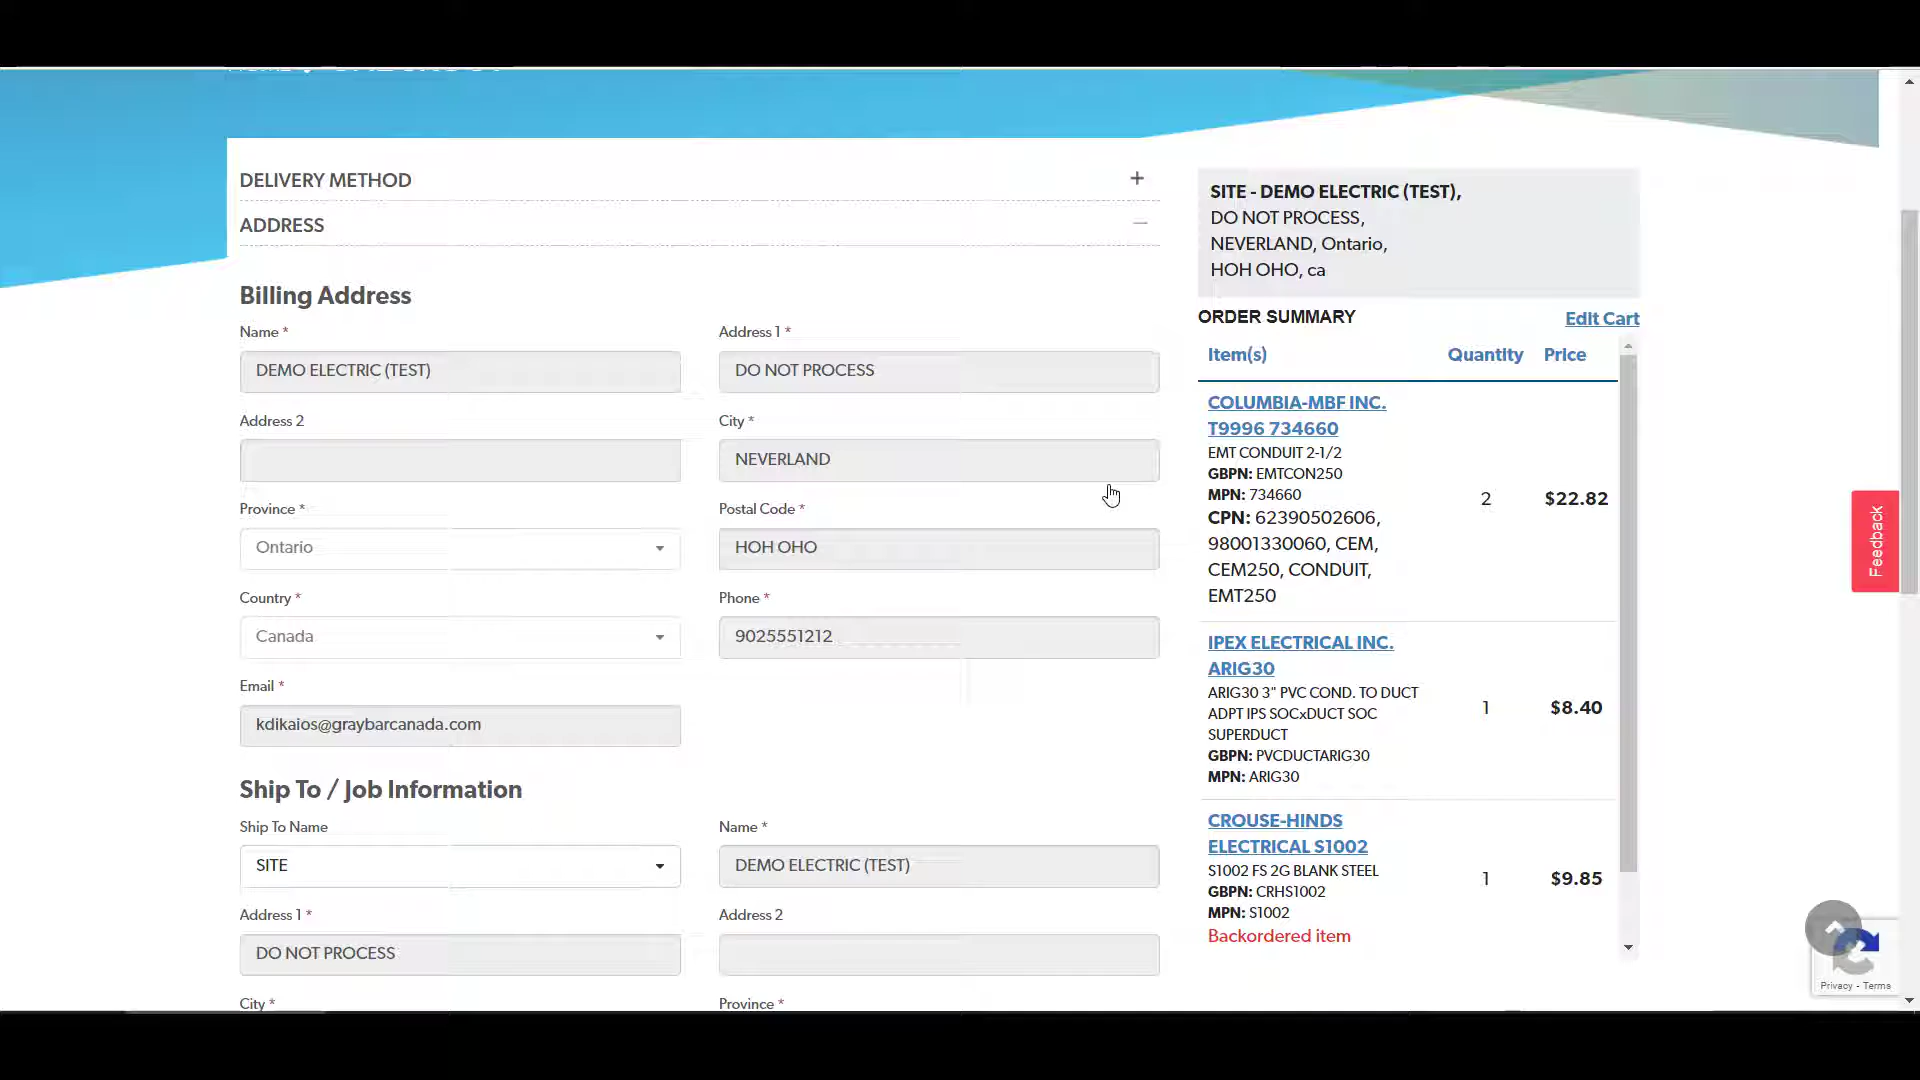 DELIVERY METHOD
ADDRESS
Billing Address
Name *
DEMO ELECTRIC (TEST)
Address 1 *
DO NOT PROCESS
Address 2
City *
NEVERLAND
Province *
Ontario
Postal Code *
HOH OHO
Country *
Canada
Phone *
9025551212
Email *
kdikaios@graybarcanada.com
Ship To / Job Information
Ship To Name
SITE
Name *
DEMO ELECTRIC (TEST)
Address 1 *
DO NOT PROCESS
Address 2
City *
Province *
SITE - DEMO ELECTRIC (TEST),
DO NOT PROCESS,
NEVERLAND, Ontario,
HOH OHO, ca
ORDER SUMMARY
Edit Cart
Item(s) Quantity Price
COLUMBIA-MBF INC.
T9996 734660
EMT CONDUIT 2-1/2
GBPN: EMTCON250
MPN: 734660
CPN: 62390502606,
98001330060, CEM,
CEM250, CONDUIT,
EMT250
2
$22.82
IPEX ELECTRICAL INC.
ARIG30
ARIG30 3" PVC COND. TO DUCT
ADPT IPS SOCxDUCT SOC
SUPERDUCT
GBPN: PVCDUCTARIG30
MPN: ARIG30
1
$8.40
CROUSE-HINDS
ELECTRICAL S1002
S1002 FS 2G BLANK STEEL
GBPN: CRHS1002
MPN: S1002
Backordered item
1
$9.85
Feedback
Privacy - Terms